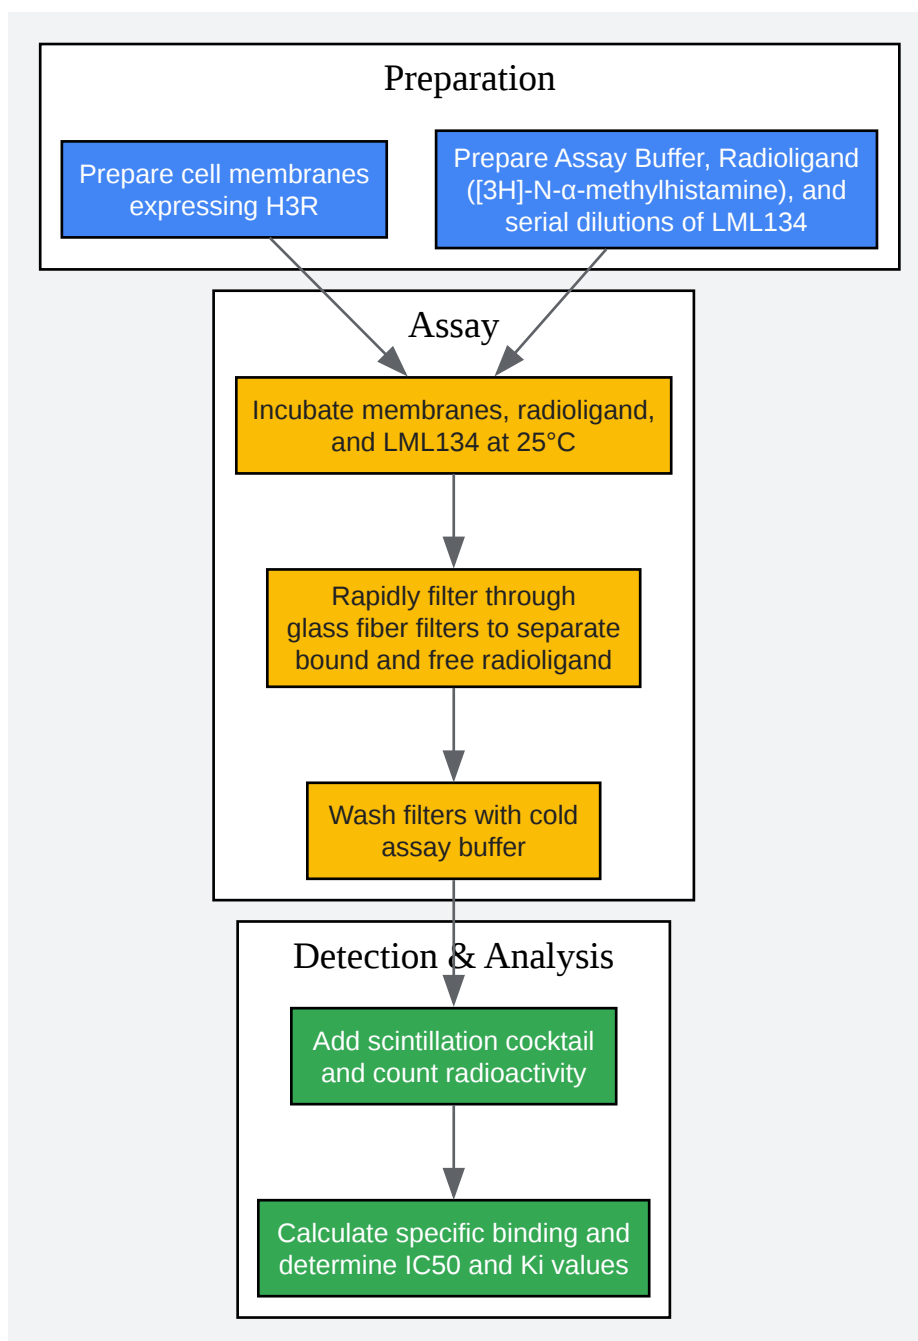 Preparation
Prepare cell membranes
expressing H3R
Prepare Assay Buffer, Radioligand
([3H]-N-α-methylhistamine), and
serial dilutions of LML134
Assay
Incubate membranes, radioligand,
and LML134 at 25°C
Rapidly filter through
glass fiber filters to separate
bound and free radioligand
Wash filters with cold
assay buffer
Detection & Analysis
Add scintillation cocktail
and count radioactivity
Calculate specific binding and
determine IC50 and Ki values